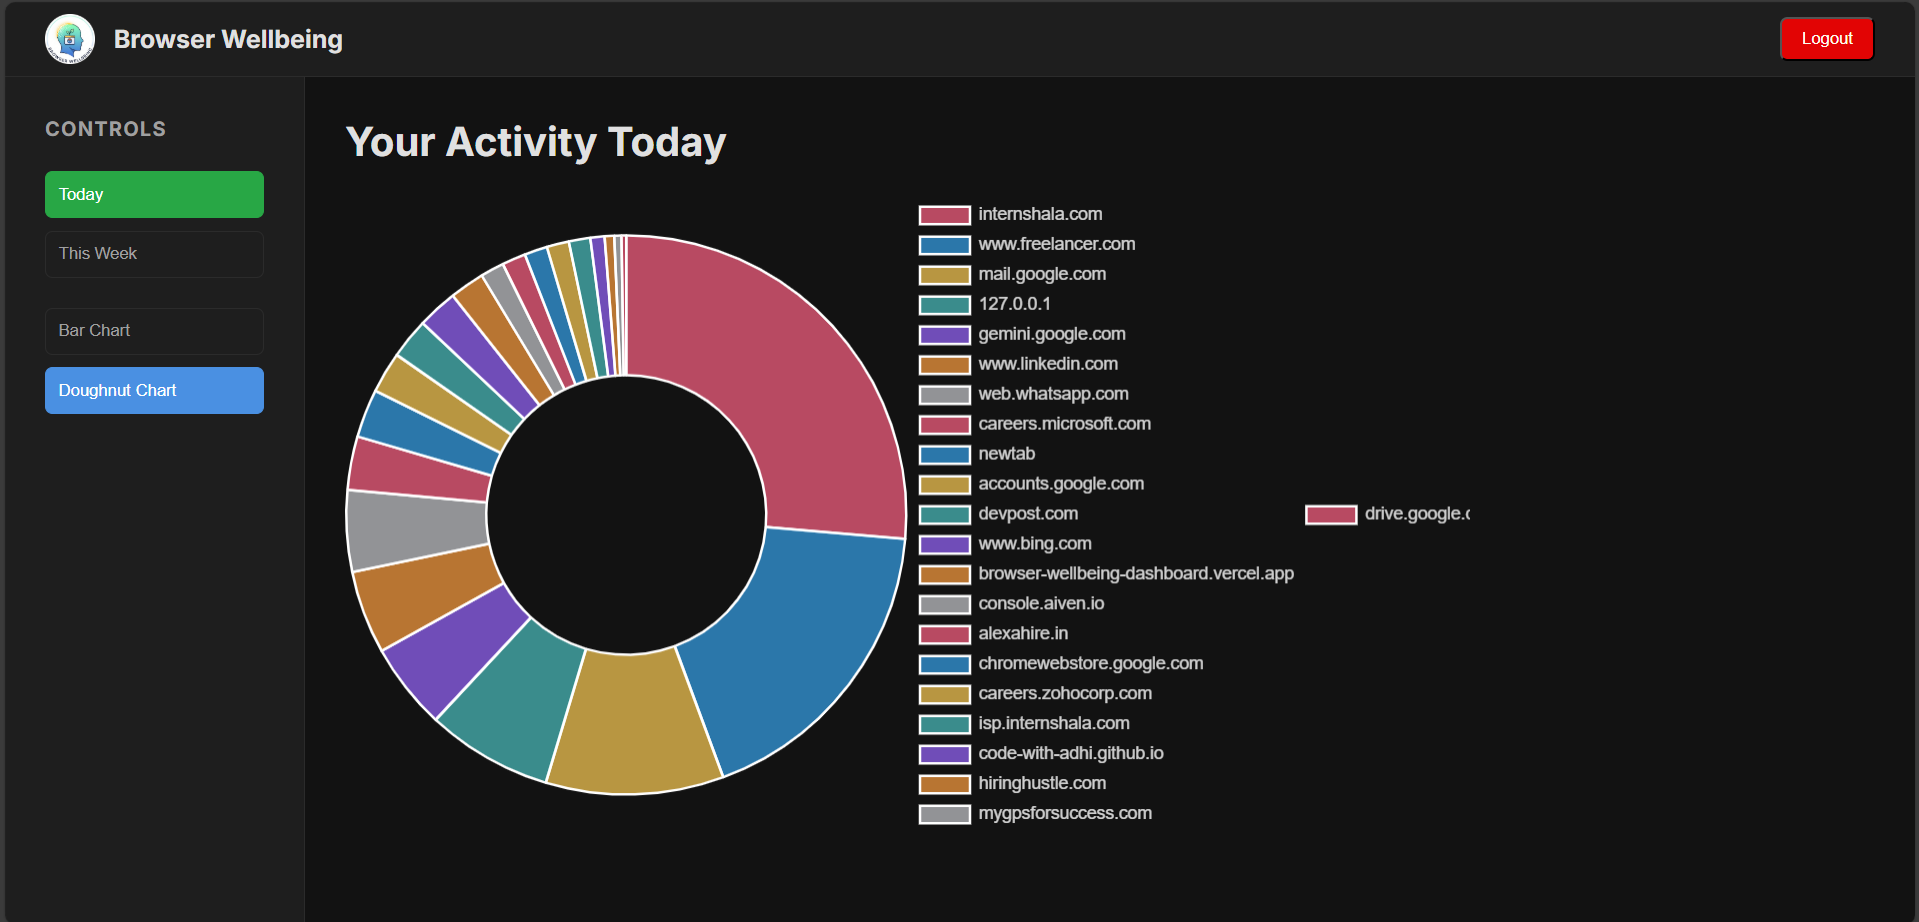 Browser Wellbeing
Logout
CONTROLS
Today
This Week
Bar Chart
Doughnut Chart
Your Activity Today
internshala.com
www.freelancer.com
mail.google.com
127.0.0.1
gemini.google.com
www.linkedin.com
web.whatsapp.com
careers.microsoft.com
newtab
accounts.google.com
devpost.com
www.bing.com
browser-wellbeing-dashboard.vercel.app
console.aiven.io
alexahire.in
chromewebstore.google.com
careers.zohocorp.com
isp.internshala.com
code-with-adhi.github.io
hiringhustle.com
mygpsforsuccess.com
drive.google.c